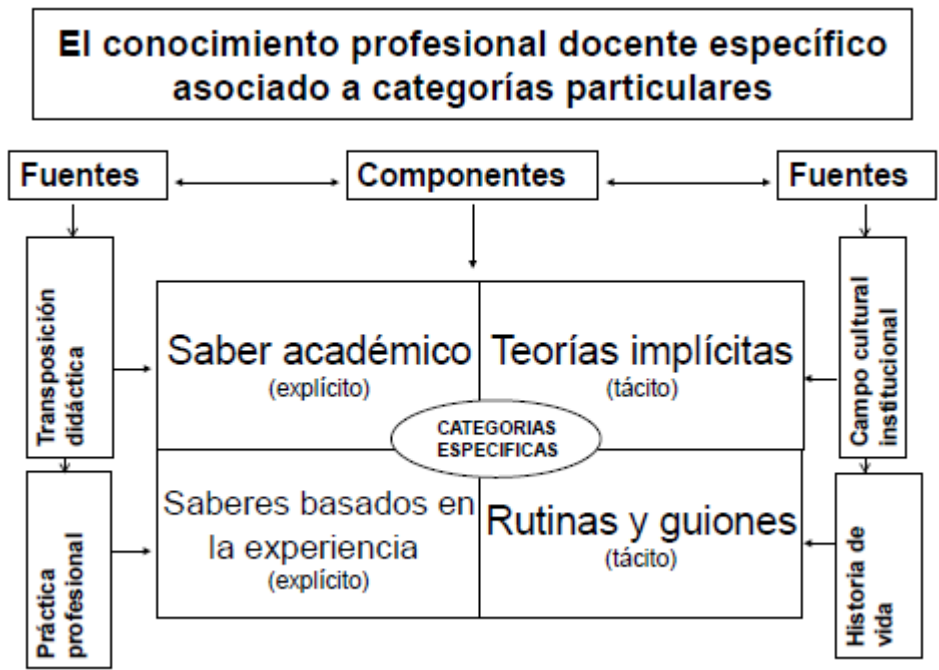 El conocimiento profesional docente específico
asociado a categorías particulares
Fuentes
Componentes
Fuentes
Transposición
didáctica
Saber académico
(explícito)
Teorías implícitas
(tácito)
Campo cultural
institucional
CATEGORIAS
ESPECIFICAS
Práctica
profesional
Saberes basados en
la experiencia
(explícito)
Rutinas y guiones
(tácito)
Historia de
vida